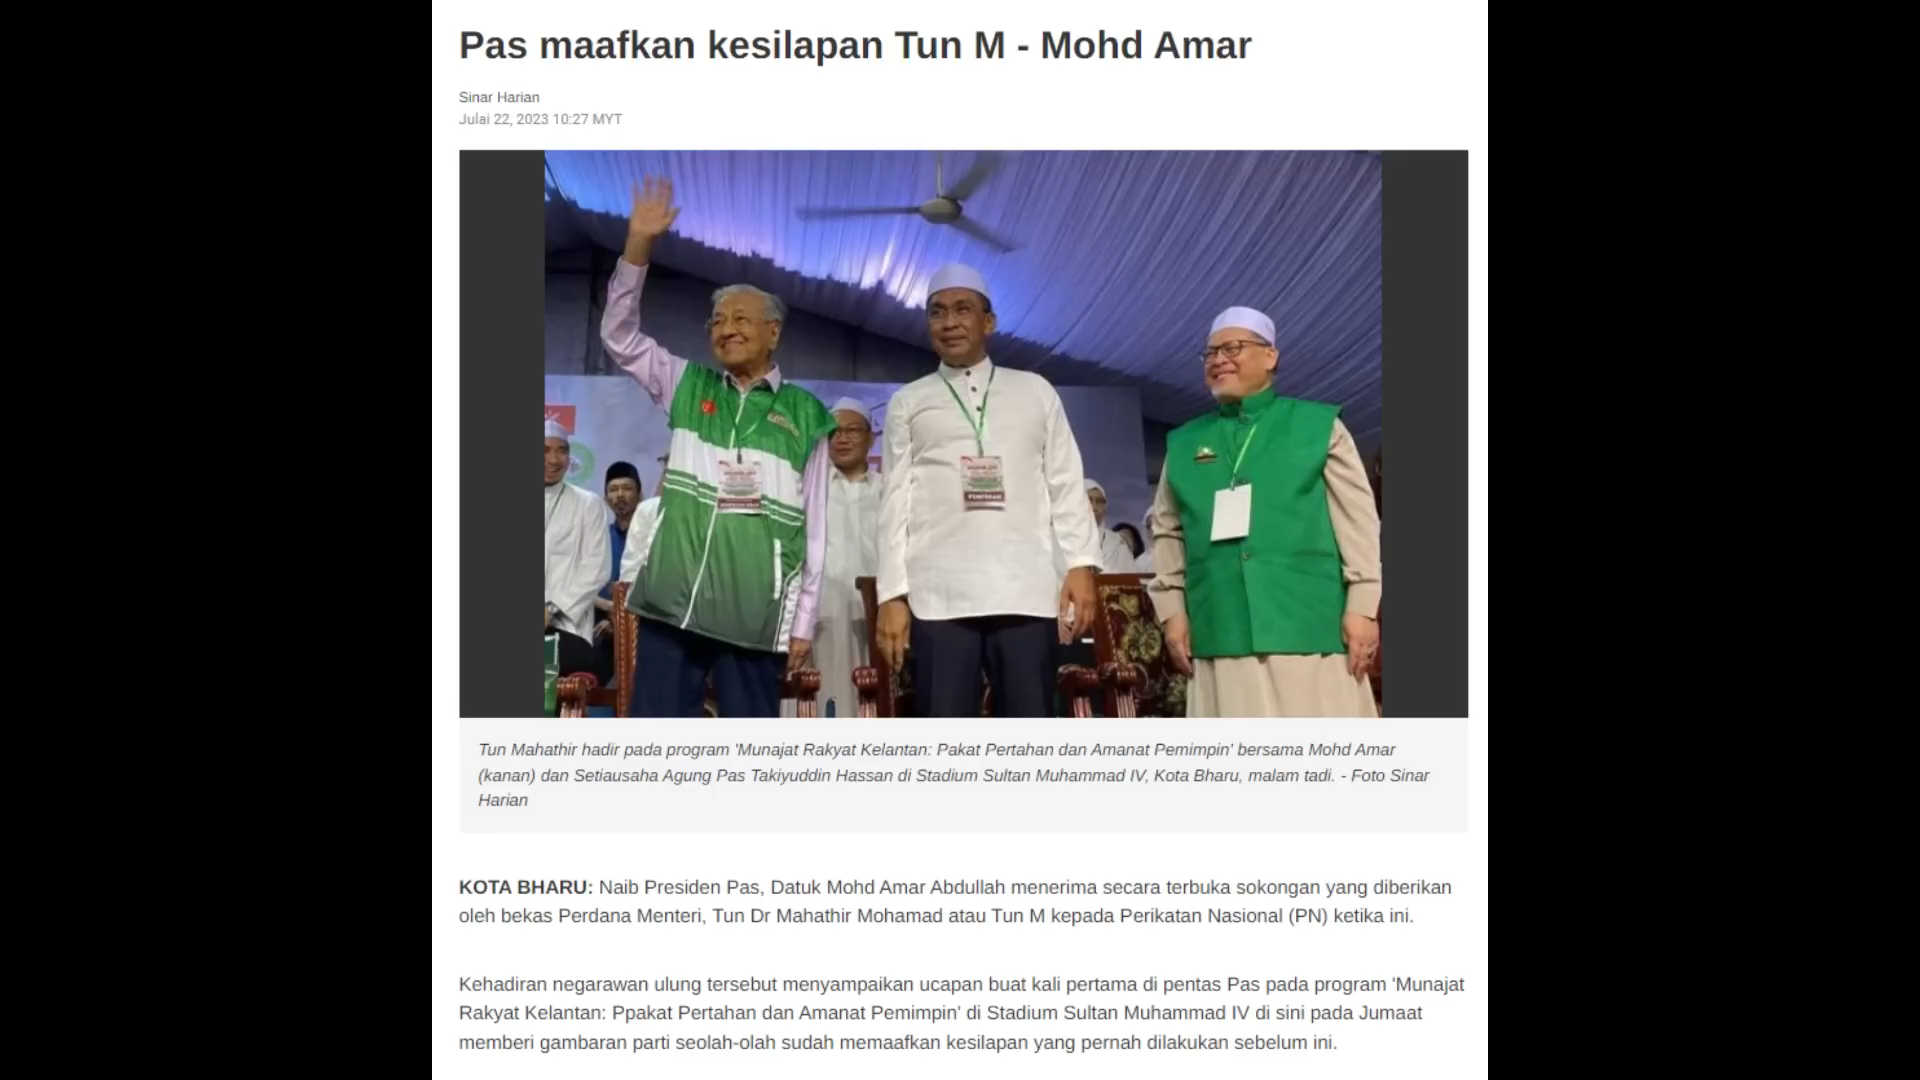 Pas maafkan kesilapan Tun M - Mohd Amar
Sinar Harian
Julai 22, 2023 10:27 MYT
Tun Mahathir hadir pada program 'Munajat Rakyat Kelantan: Pakat Pertahan dan Amanat Pemimpin' bersama Mohd Amar
(kanan) dan Setiausaha Agung Pas Takiyuddin Hassan di Stadium Sultan Muhammad IV, Kota Bharu, malam tadi. - Foto Sinar
Harian
KOTA BHARU: Naib Presiden Pas, Datuk Mohd Amar Abdullah menerima secara terbuka sokongan yang diberikan
oleh bekas Perdana Menteri, Tun Dr Mahathir Mohamad atau Tun M kepada Perikatan Nasional (PN) ketika ini.
Kehadiran negarawan ulung tersebut menyampaikan ucapan buat kali pertama di pentas Pas pada program 'Munajat
Rakyat Kelantan: Ppakat Pertahan dan Amanat Pemimpin' di Stadium Sultan Muhammad IV di sini pada Jumaat
memberi gambaran parti seolah-olah sudah memaafkan kesilapan yang pernah dilakukan sebelum ini.